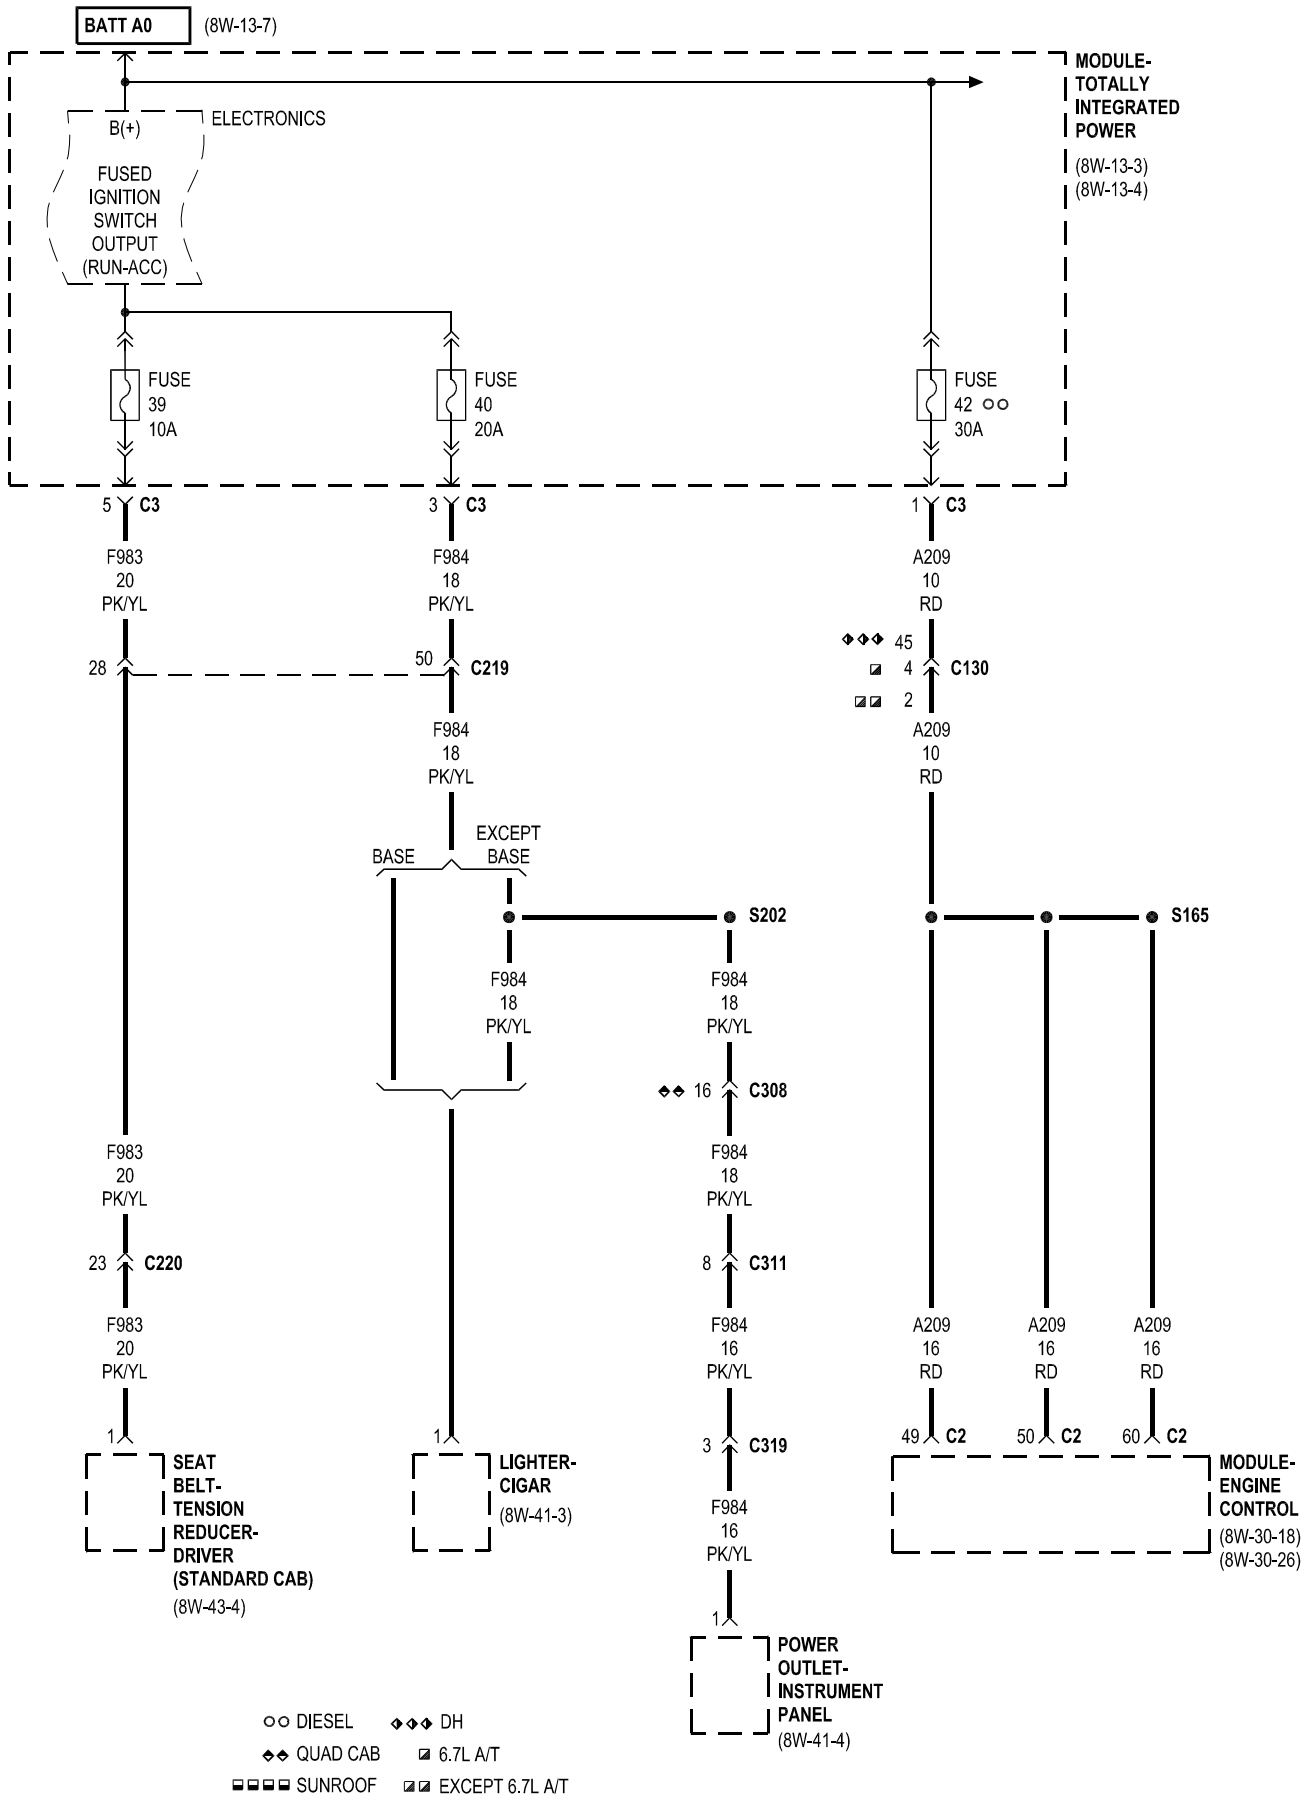 BATT A0 (8W-13-7)
MODULE-
TOTALLY
INTEGRATED
POWER
(8W-13-3)
(8W-13-4)
B(+)
ELECTRONICS
FUSED
IGNITION
SWITCH
OUTPUT
(RUN-ACC)
FUSE
39
10A
FUSE
40
20A
FUSE
42
30A
5 C3
3 C3
1 C3
F983
20
PK/YL
F984
18
PK/YL
A209
10
RD
28
50 C219
45
4 C130
2
F984
18
PK/YL
A209
10
RD
BASE
EXCEPT
BASE
S202
S165
F984
18
PK/YL
F984
18
PK/YL
16 C308
F983
20
PK/YL
F984
18
PK/YL
23 C220
8 C311
F983
20
PK/YL
F984
16
PK/YL
A209
16
RD
A209
16
RD
A209
16
RD
1
1
3 C319
49 C2
50 C2
60 C2
SEAT
BELT-
TENSION
REDUCER-
DRIVER
(STANDARD CAB)
(8W-43-4)
LIGHTER-
CIGAR
(8W-41-3)
F984
16
PK/YL
MODULE-
ENGINE
CONTROL
(8W-30-18)
(8W-30-26)
1
POWER
OUTLET-
INSTRUMENT
PANEL
(8W-41-4)
DIESEL
DH
QUAD CAB
6.7L A/T
SUNROOF
EXCEPT 6.7L A/T